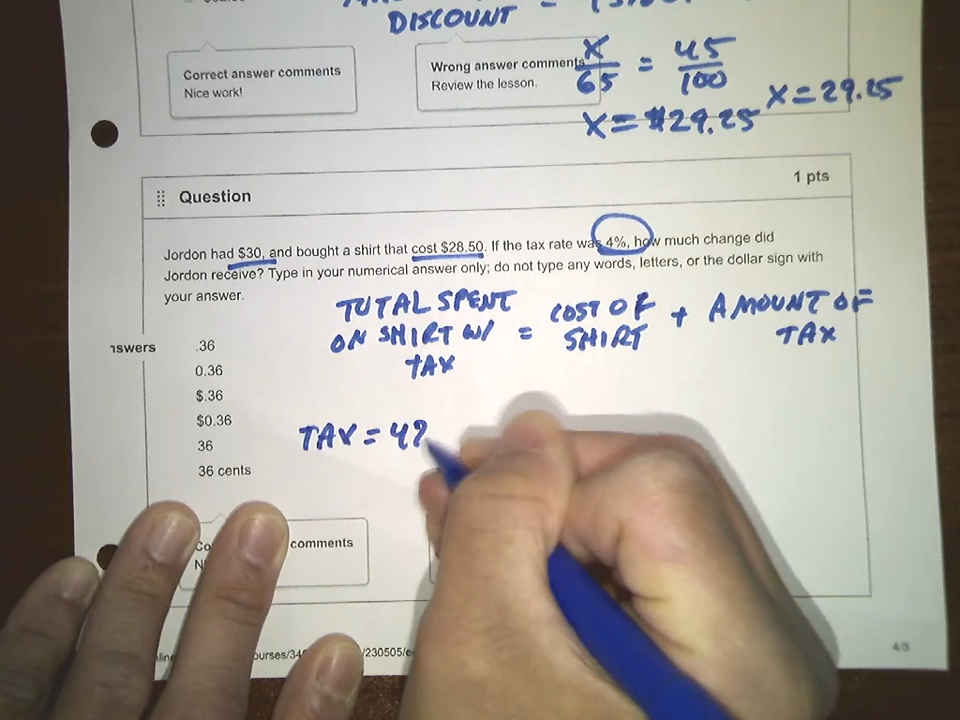 DISCOUNT =
Correct answer comments
Nice work!
Wrong answer comments
Review the lesson.
x/65 = 45/100
x = 29.25
x = $29.25
Question
1 pts
Jordon had $30, and bought a shirt that cost $28.50. If the tax rate was 4%, how much change did
Jordon receive? Type in your numerical answer only; do not type any words, letters, or the dollar sign with
your answer.
TOTAL SPENT
ON SHIRT W/
TAX
=
COST OF
SHIRT
+
AMOUNT OF
TAX
nswers
.36
0.36
$.36
$0.36
36
36 cents
TAX = 4
comments
/230505/
4/5